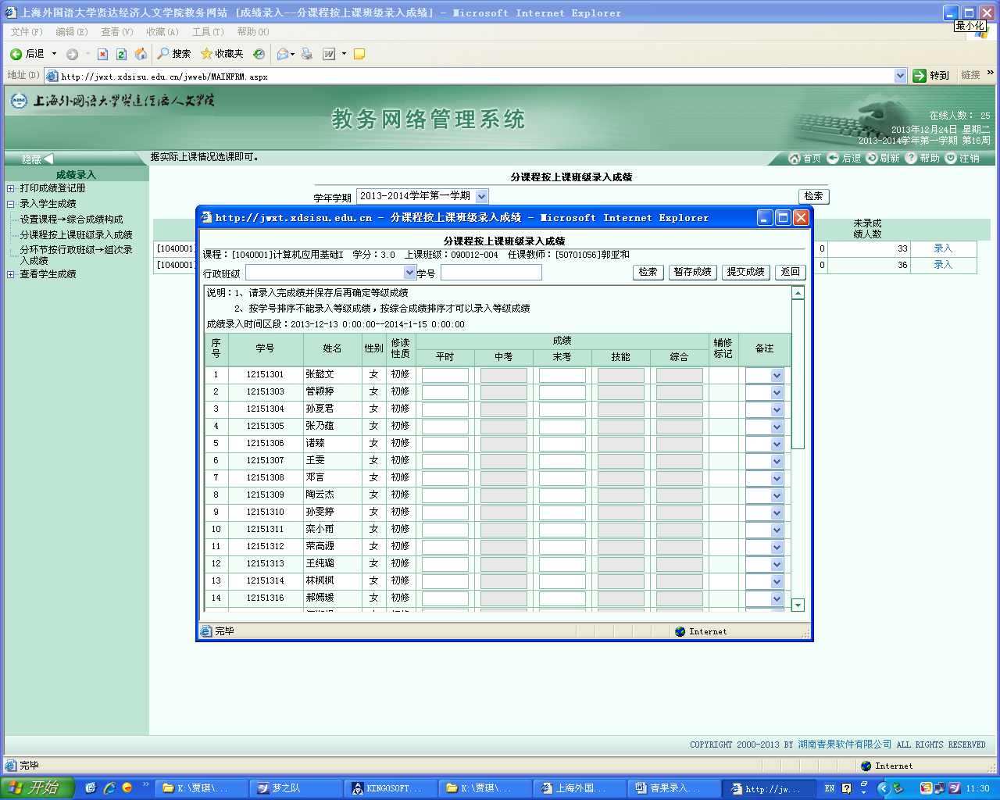 上海外国语大学贤达经济人文学院教务网站 [成绩录入--分课程按上课班级录入成绩] - Microsoft Internet Explorer
最小化
文件(F) 编辑(E) 查看(V) 收藏(A) 工具(T) 帮助(H)
后退 搜索 收藏夹
地址(D) http://jwxt.xdsisu.edu.cn/jwweb/MAINFRM.aspx 转到 链接 »
上海外国语大学贤达经济人文学院
教务网络管理系统
在线人数: 25
2013年12月24日 星期二
2013-2014学年第一学期 第16周
隐藏 据实际上课情况选课即可。 首页 后退 刷新 帮助 注销
成绩录入
打印成绩登记册
录入学生成绩
设置课程→综合成绩构成
分课程按上课班级录入成绩
分环节按行政班级→组次录
入成绩
查看学生成绩
分课程按上课班级录入成绩
学年学期 2013-2014学年第一学期 检索
未录成
绩人数
[1040001] 0 33 录入
[1040001] 0 36 录入
http://jwxt.xdsisu.edu.cn - 分课程按上课班级录入成绩 - Microsoft Internet Explorer
分课程按上课班级录入成绩
课程:[1040001]计算机应用基础I 学分:3.0 上课班级:090012-004 任课教师:[50701056]郭亚和
行政班级 学号 检索 暂存成绩 提交成绩 返回
说明:1、请录入完成绩并保存后再确定等级成绩
2、按学号排序不能录入等级成绩,按综合成绩排序才可以录入等级成绩
成绩录入时间区段:2013-12-13 0:00:00--2014-1-15 0:00:00
序号 学号 姓名 性别 修读性质 成绩 辅修标记 备注
平时 中考 末考 技能 综合
1 12151301 张懿文 女 初修
2 12151303 管颖婷 女 初修
3 12151304 孙夏君 女 初修
4 12151305 张乃蕴 女 初修
5 12151306 诸臻 女 初修
6 12151307 王雯 女 初修
7 12151308 邓言 女 初修
8 12151309 陶云杰 女 初修
9 12151310 孙雯婷 女 初修
10 12151311 栾小雨 女 初修
11 12151312 荣高源 女 初修
12 12151313 王纯璐 女 初修
13 12151314 林枫枫 女 初修
14 12151316 郝嫣瑷 女 初修
完毕 Internet
COPYRIGHT 2000-2013 BY 湖南青果软件有限公司 ALL RIGHTS RESERVED
完毕 Internet
开始 » K:\贾琪\... 梦之队 KINGOSOFT... K:\贾琪\... 上海外国... 青果录入... http://jw... EN 11:30